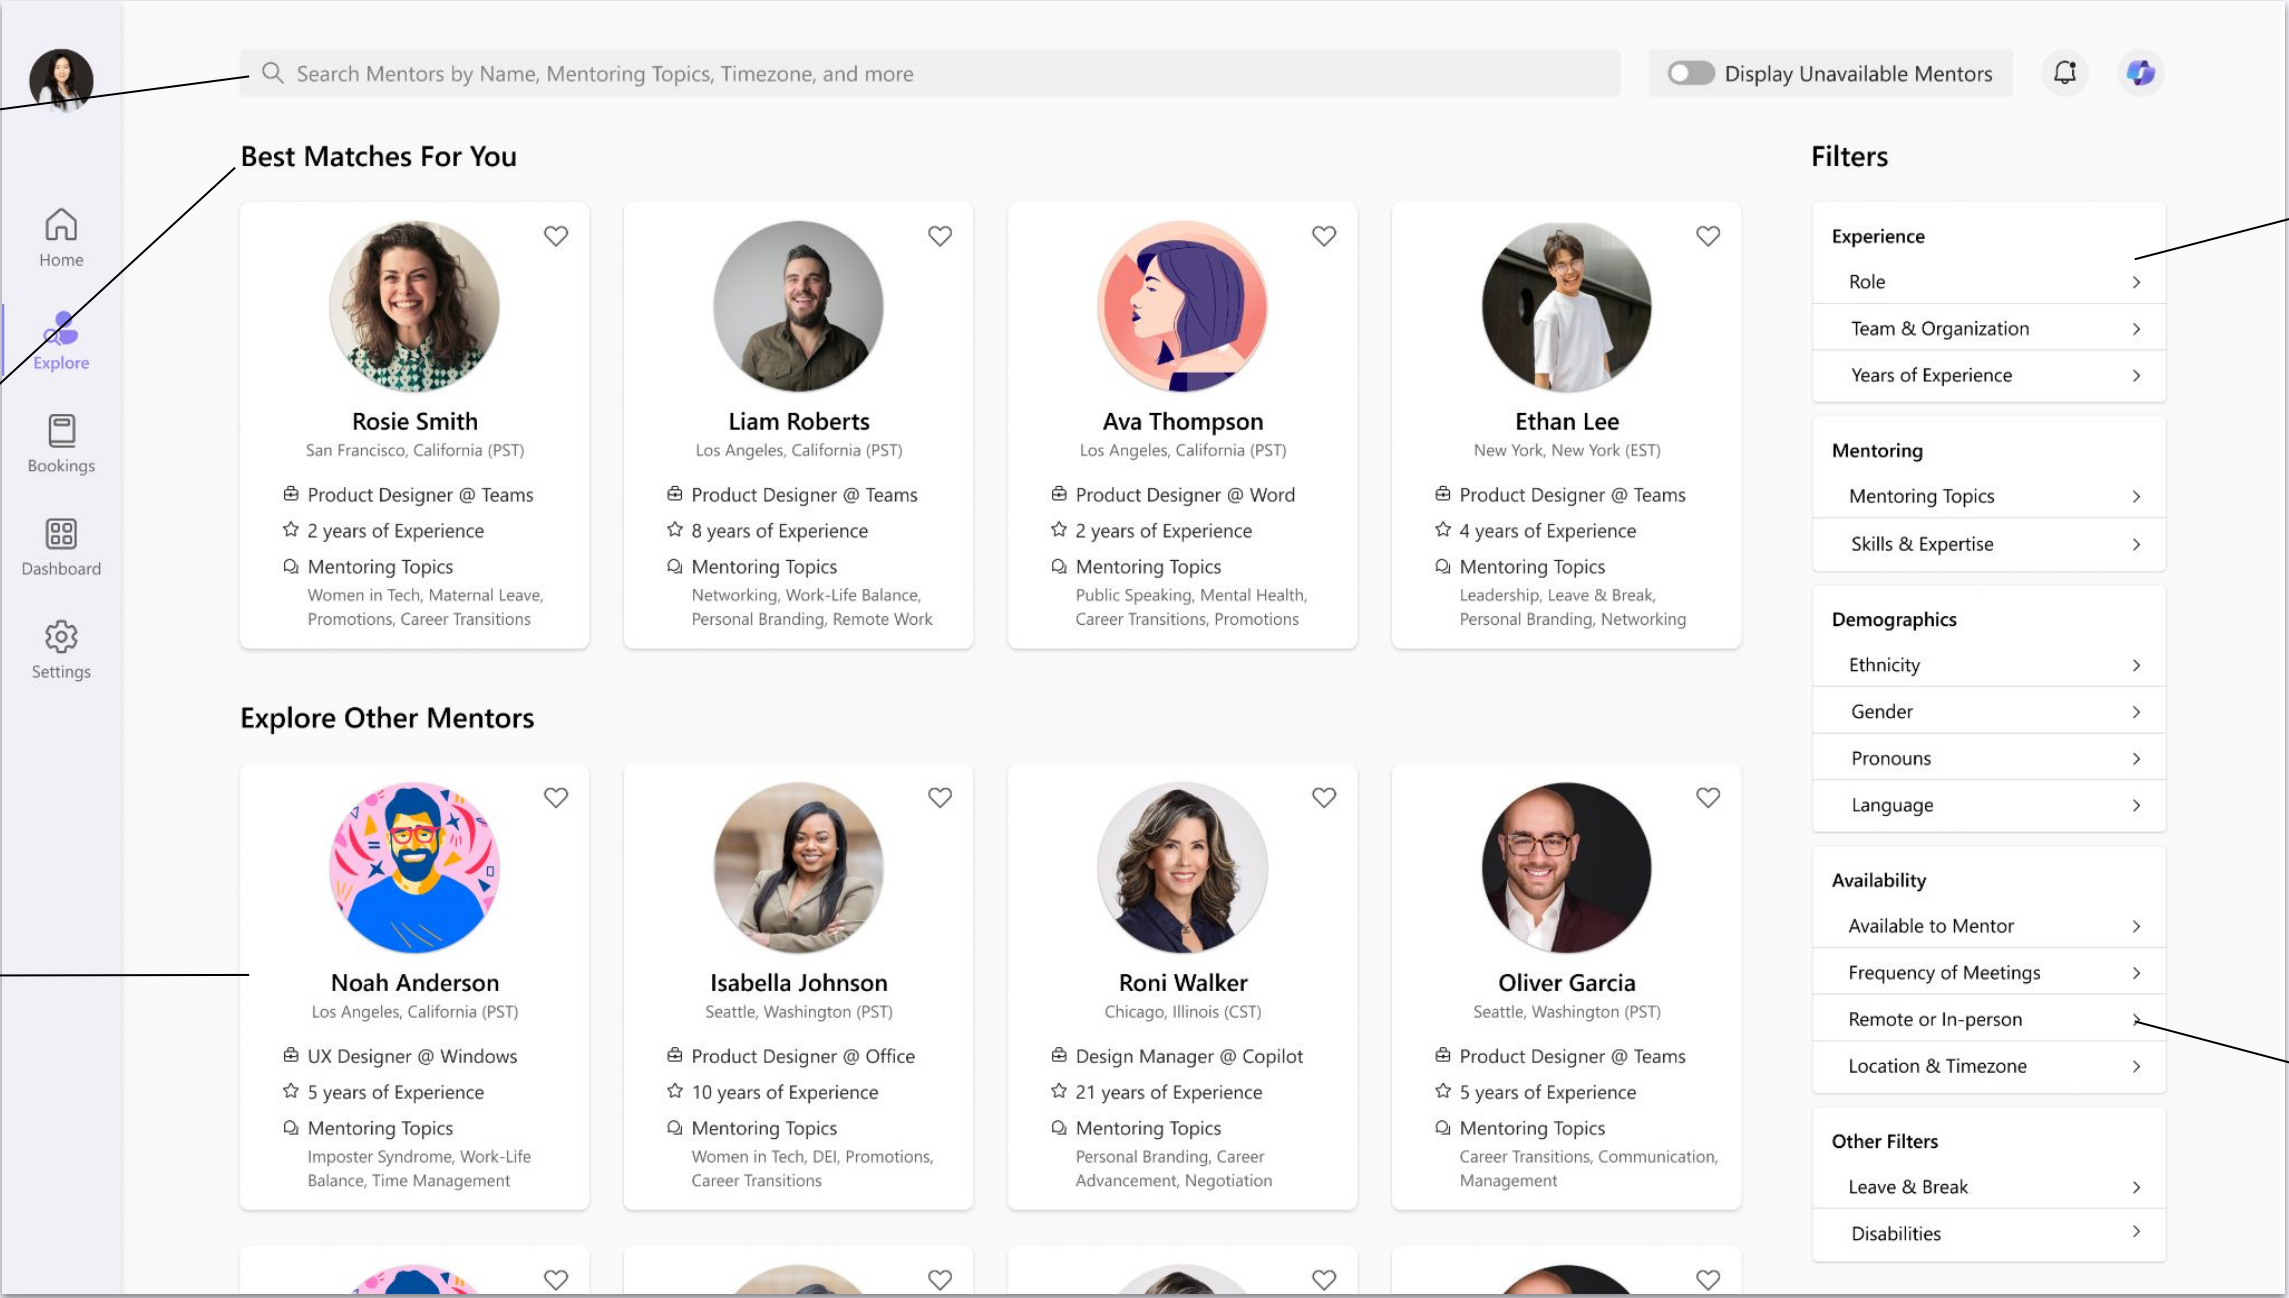 Search Mentors by Name, Mentoring Topics, Timezone, and more
Display Unavailable Mentors
Home
Explore
Bookings
Dashboard
Settings
Best Matches For You
Rosie Smith
San Francisco, California (PST)
Product Designer @ Teams
2 years of Experience
Mentoring Topics
Women in Tech, Maternal Leave,
Promotions, Career Transitions
Liam Roberts
Los Angeles, California (PST)
Product Designer @ Teams
8 years of Experience
Mentoring Topics
Networking, Work-Life Balance,
Personal Branding, Remote Work
Ava Thompson
Los Angeles, California (PST)
Product Designer @ Word
2 years of Experience
Mentoring Topics
Public Speaking, Mental Health,
Career Transitions, Promotions
Ethan Lee
New York, New York (EST)
Product Designer @ Teams
4 years of Experience
Mentoring Topics
Leadership, Leave & Break,
Personal Branding, Networking
Explore Other Mentors
Noah Anderson
Los Angeles, California (PST)
UX Designer @ Windows
5 years of Experience
Mentoring Topics
Imposter Syndrome, Work-Life
Balance, Time Management
Isabella Johnson
Seattle, Washington (PST)
Product Designer @ Office
10 years of Experience
Mentoring Topics
Women in Tech, DEI, Promotions,
Career Transitions
Roni Walker
Chicago, Illinois (CST)
Design Manager @ Copilot
21 years of Experience
Mentoring Topics
Personal Branding, Career
Advancement, Negotiation
Oliver Garcia
Seattle, Washington (PST)
Product Designer @ Teams
5 years of Experience
Mentoring Topics
Career Transitions, Communication,
Management
Filters
Experience
Role
Team & Organization
Years of Experience
Mentoring
Mentoring Topics
Skills & Expertise
Demographics
Ethnicity
Gender
Pronouns
Language
Availability
Available to Mentor
Frequency of Meetings
Remote or In-person
Location & Timezone
Other Filters
Leave & Break
Disabilities